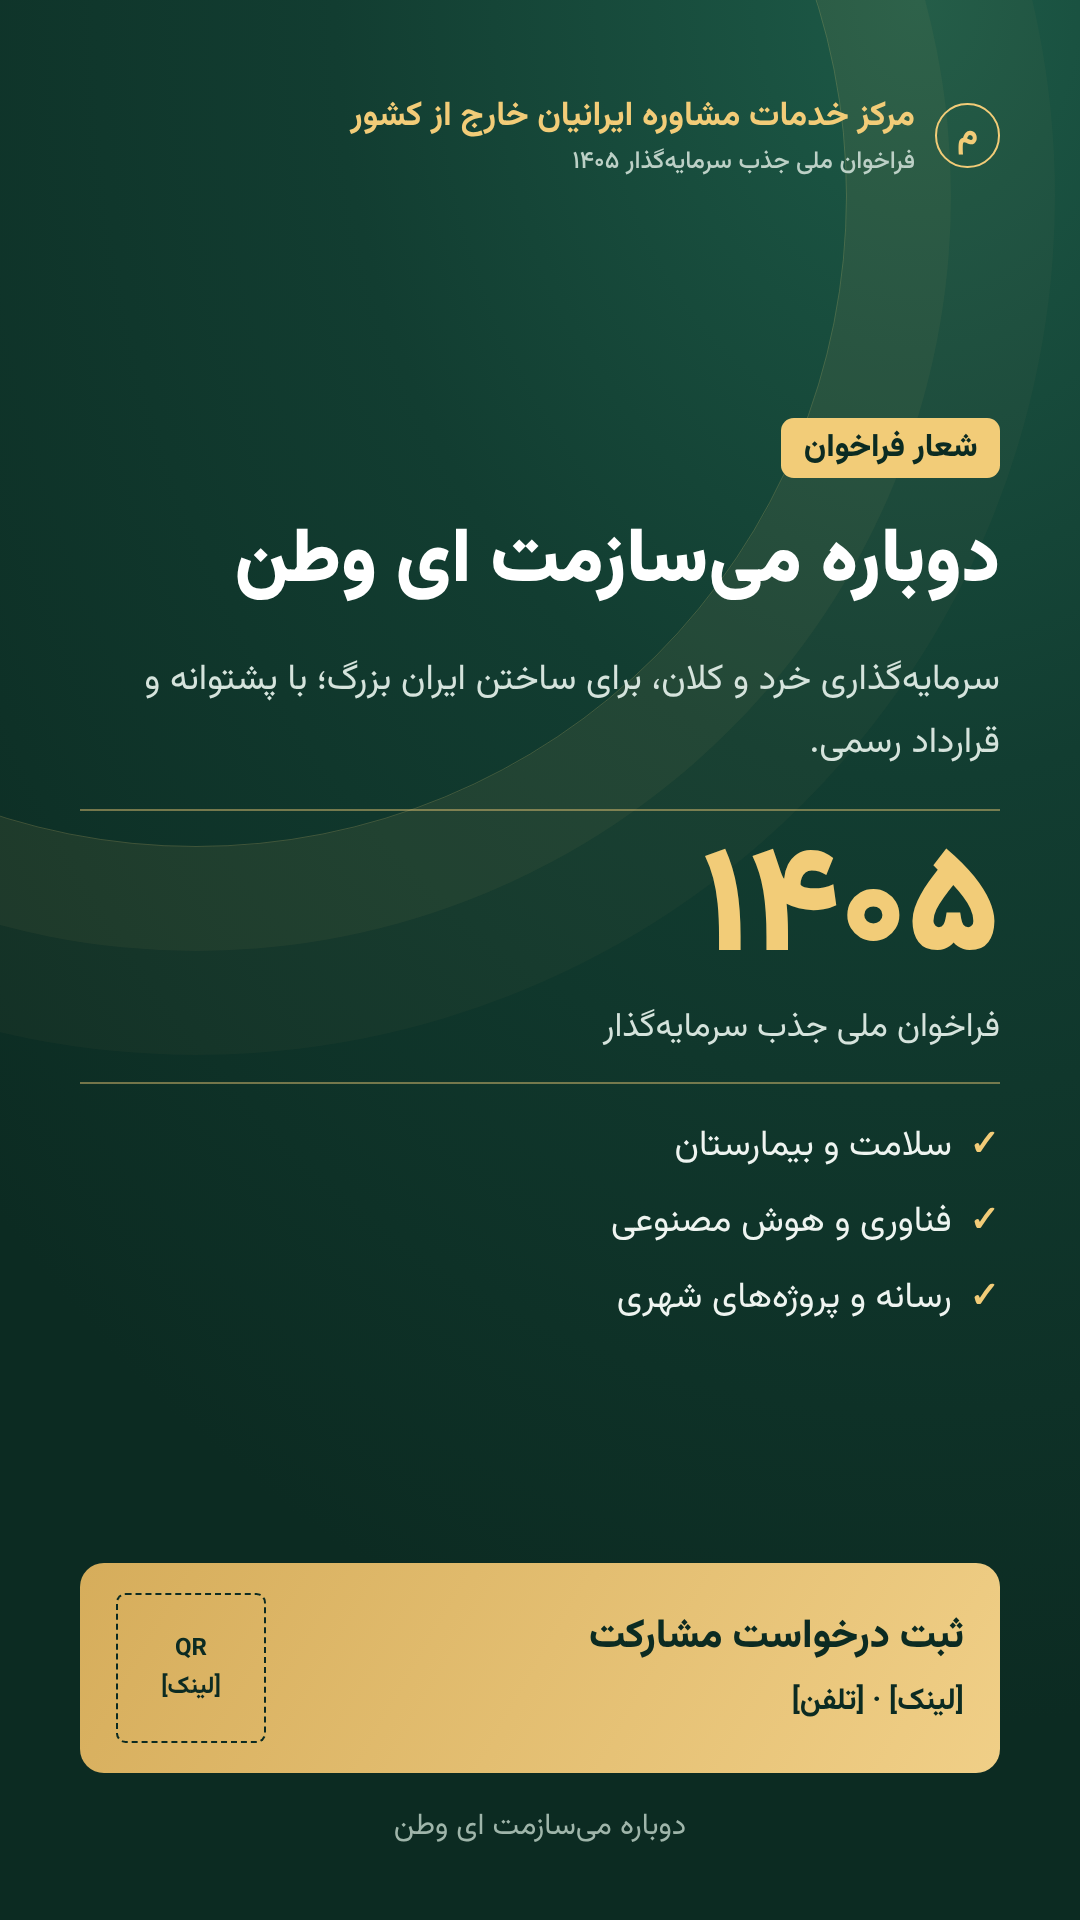 م
مرکز خدمات مشاوره ایرانیان خارج از کشور
فراخوان ملی جذب سرمایه‌گذار ۱۴۰۵
شعار فراخوان
دوباره می‌سازمت ای وطن
سرمایه‌گذاری خرد و کلان، برای ساختن ایران بزرگ؛ با پشتوانه و
قرارداد رسمی.
۱۴۰۵
فراخوان ملی جذب سرمایه‌گذار
✓ سلامت و بیمارستان
✓ فناوری و هوش مصنوعی
✓ رسانه و پروژه‌های شهری
ثبت درخواست مشارکت
[لینک] · [تلفن]
QR
[لینک]
دوباره می‌سازمت ای وطن